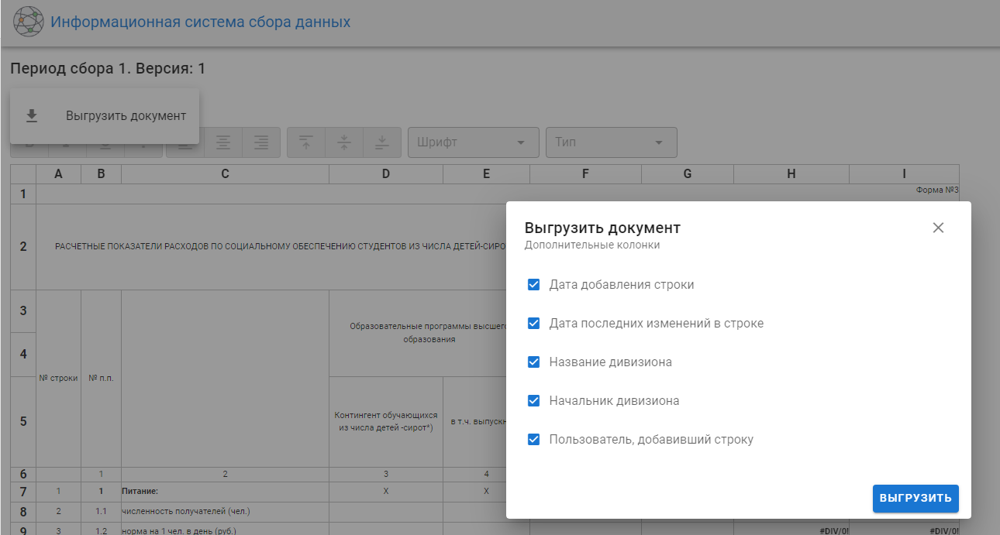 Информационная система сбора данных
Период сбора 1. Версия: 1
Выгрузить документ
Шрифт
Тип
A B C D E F G H I
1 Форма №3
2 РАСЧЕТНЫЕ ПОКАЗАТЕЛИ РАСХОДОВ ПО СОЦИАЛЬНОМУ ОБЕСПЕЧЕНИЮ СТУДЕНТОВ ИЗ ЧИСЛА ДЕТЕЙ-СИРО
3
Образовательные программы высшего
образования
4
№ строки № п.п.
5
Контингент обучающихся
из числа детей -сирот*)
в т.ч. выпускн
6 1 2 3 4
7 1 1 Питание: X X
8 2 1.1 численность получателей (чел.)
9 3 1.2 норма на 1 чел. в день (руб.) #DIV/0! #DIV/0!
Выгрузить документ
Дополнительные колонки
Дата добавления строки
Дата последних изменений в строке
Название дивизиона
Начальник дивизиона
Пользователь, добавивший строку
ВЫГРУЗИТЬ